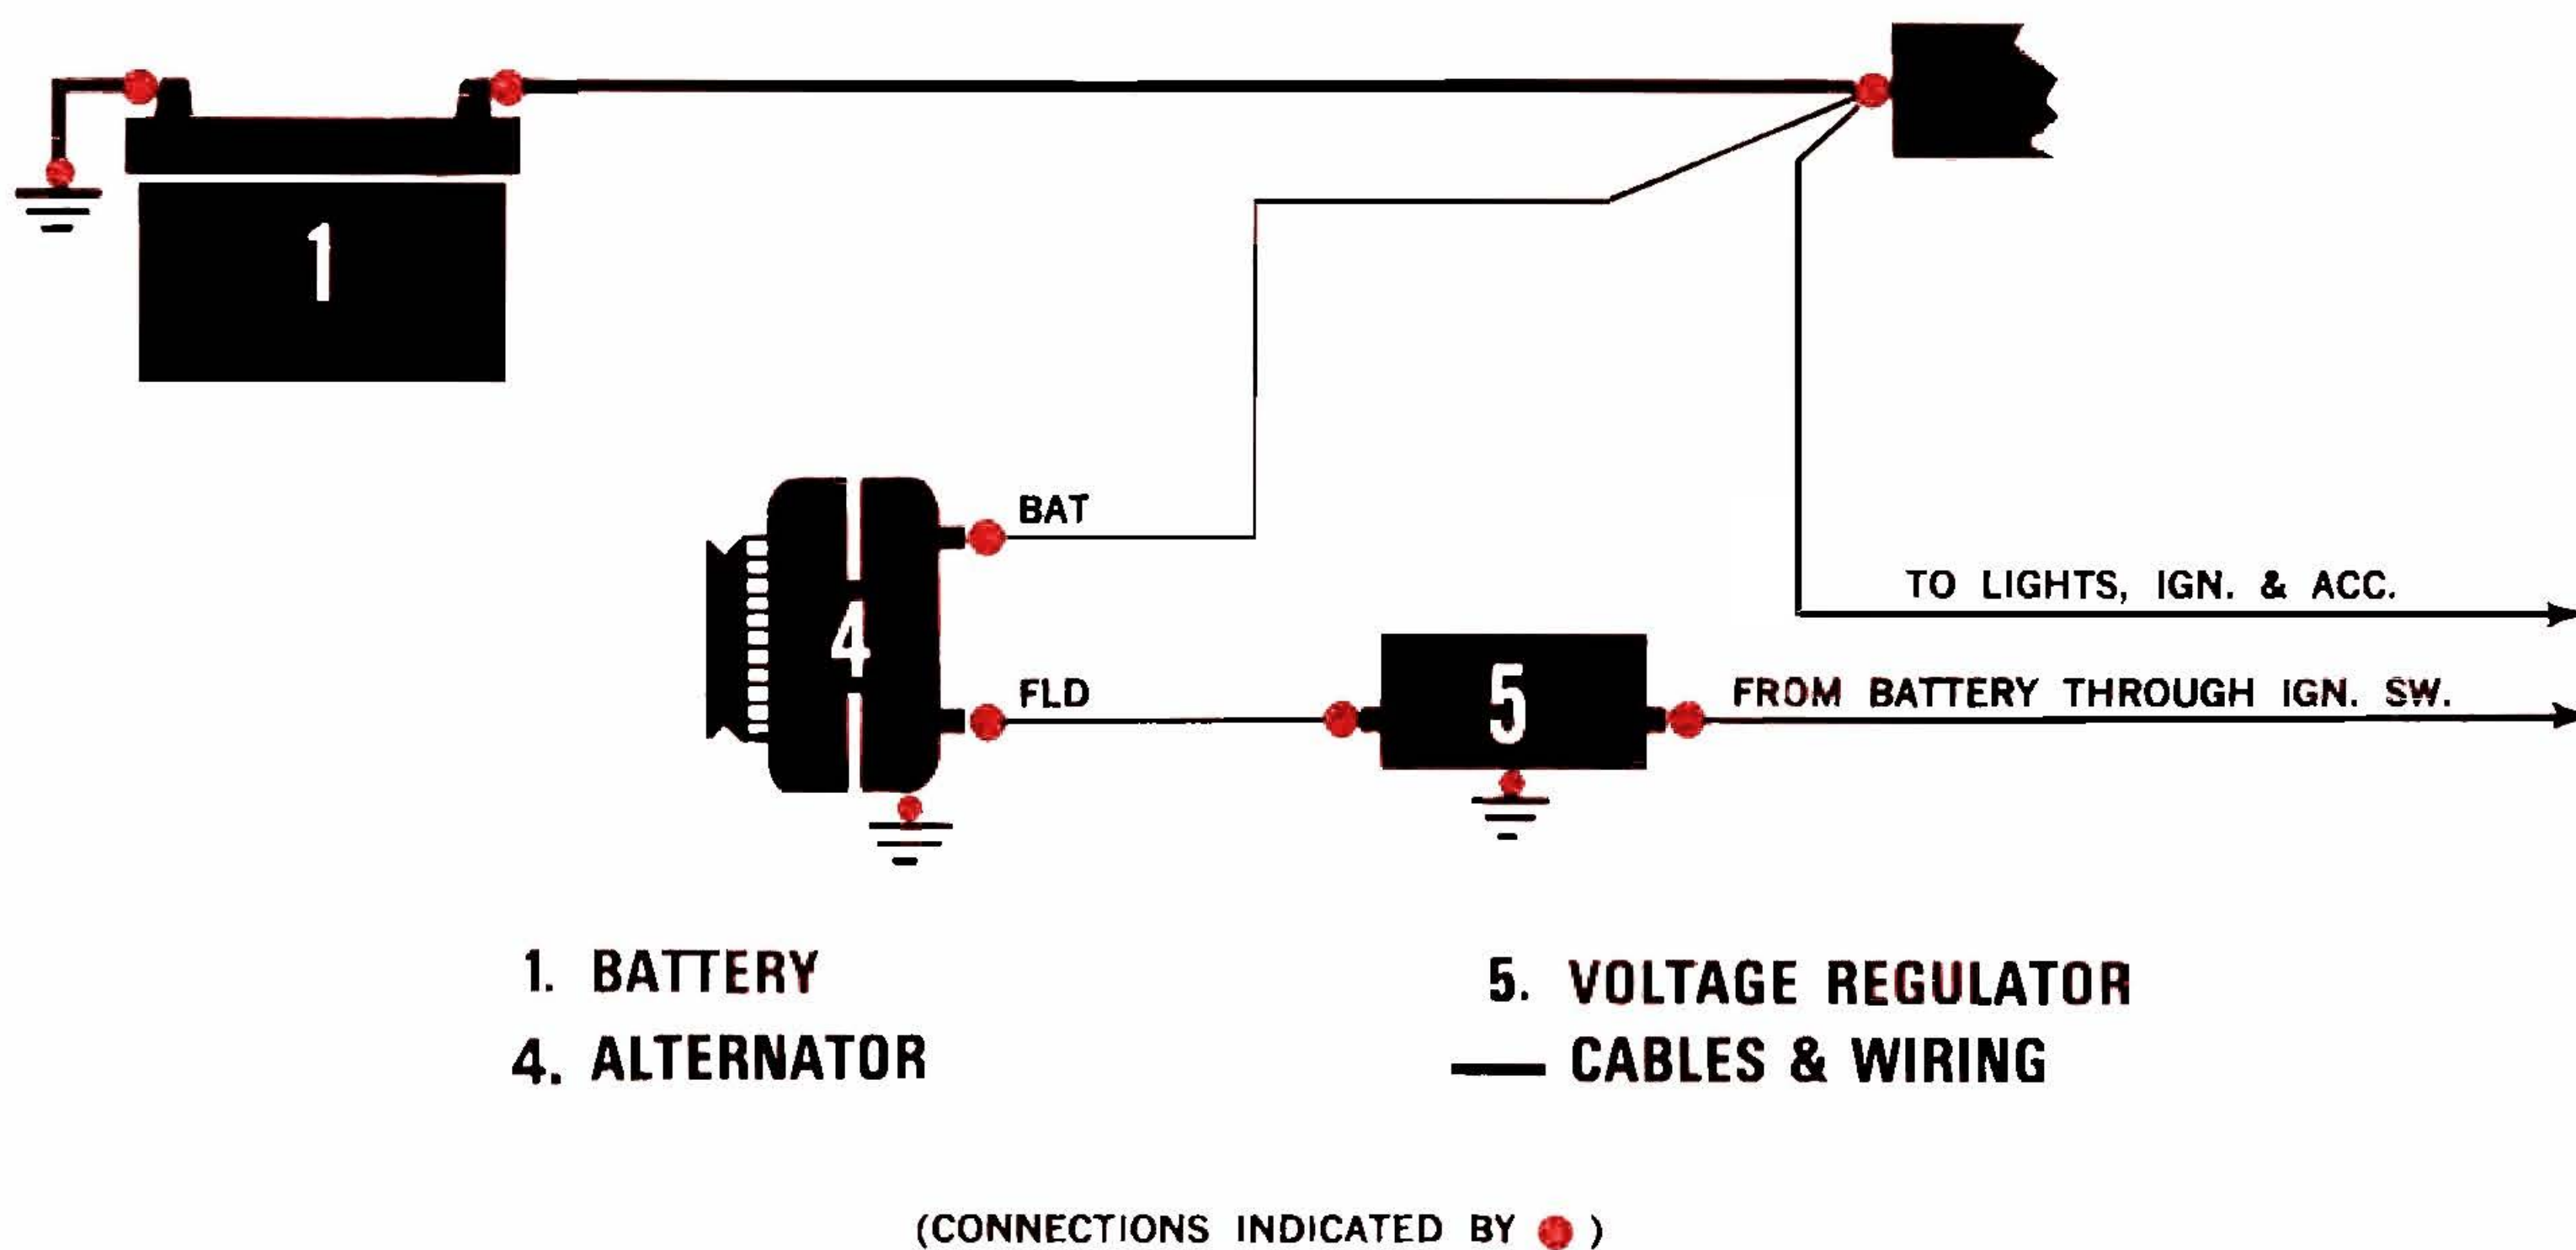 1
BAT
4
TO LIGHTS, IGN. & ACC.
FLD
5
FROM BATTERY THROUGH IGN. SW.
1. BATTERY
4. ALTERNATOR
5. VOLTAGE REGULATOR
CABLES & WIRING
(CONNECTIONS INDICATED BY )